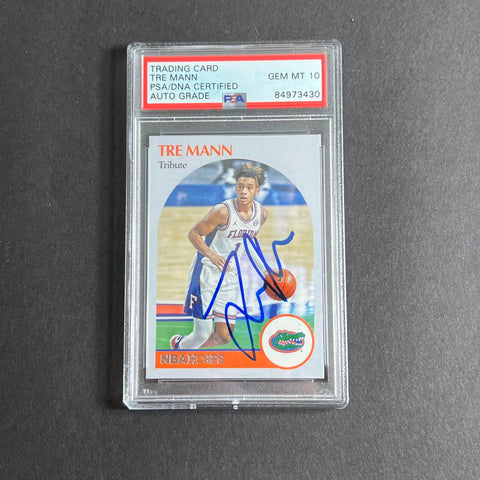 TRADING CARD
TRE MANN
PSA/DNA CERTIFIED
AUTO GRADE
GEM MT 10
84973430
PSA
TRE MANN
Tribute
FLORIDA
1
NBA HOOPS